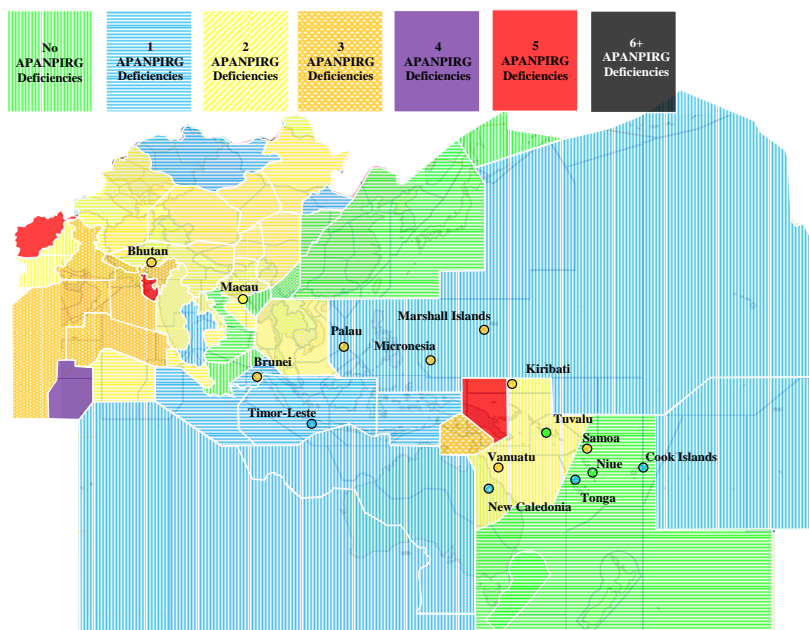 No
APANPIRG
Deficiencies
1
APANPIRG
Deficiencies
2
APANPIRG
Deficiencies
3
APANPIRG
Deficiencies
4
APANPIRG
Deficiencies
5
APANPIRG
Deficiencies
6+
APANPIRG
Deficiencies
Bhutan
Macau
Marshall Islands
Palau
Micronesia
Brunei
Kiribati
Timor-Leste
Tuvalu
Samoa
Vanuatu
Niue
Cook Islands
Tonga
New Caledonia